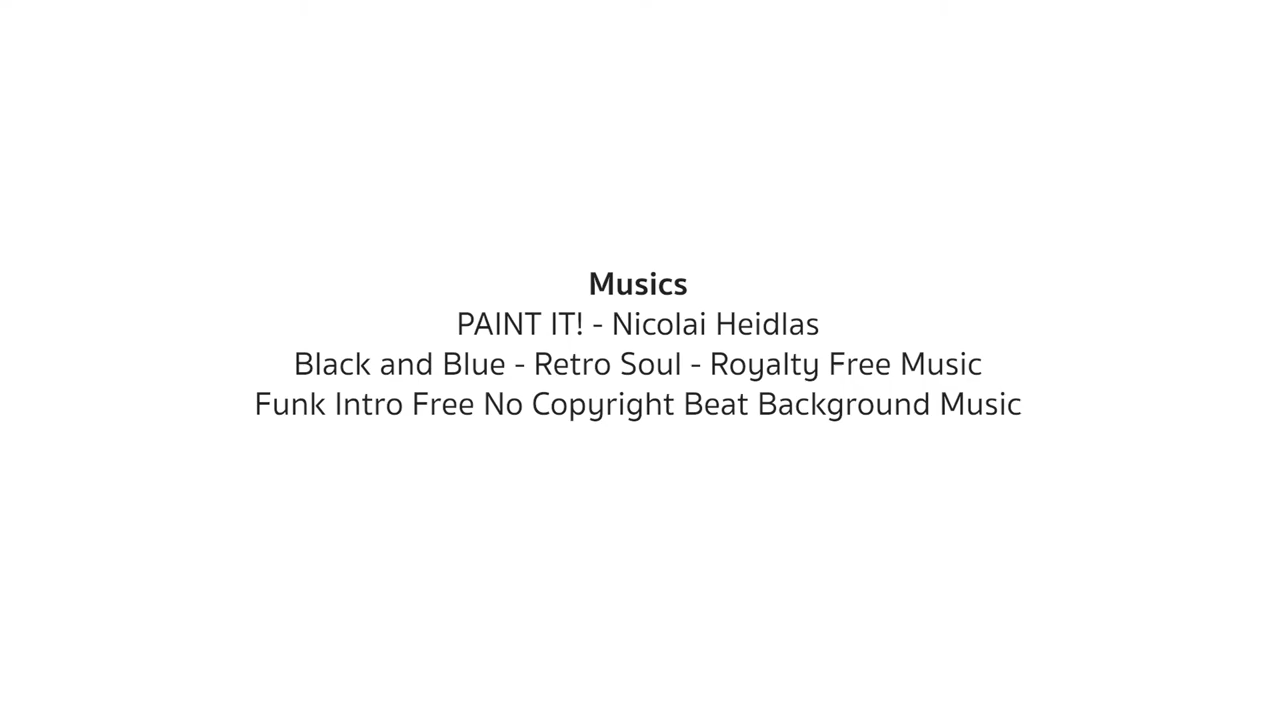 Musics
PAINT IT! - Nicolai Heidlas
Black and Blue - Retro Soul - Royalty Free Music
Funk Intro Free No Copyright Beat Background Music